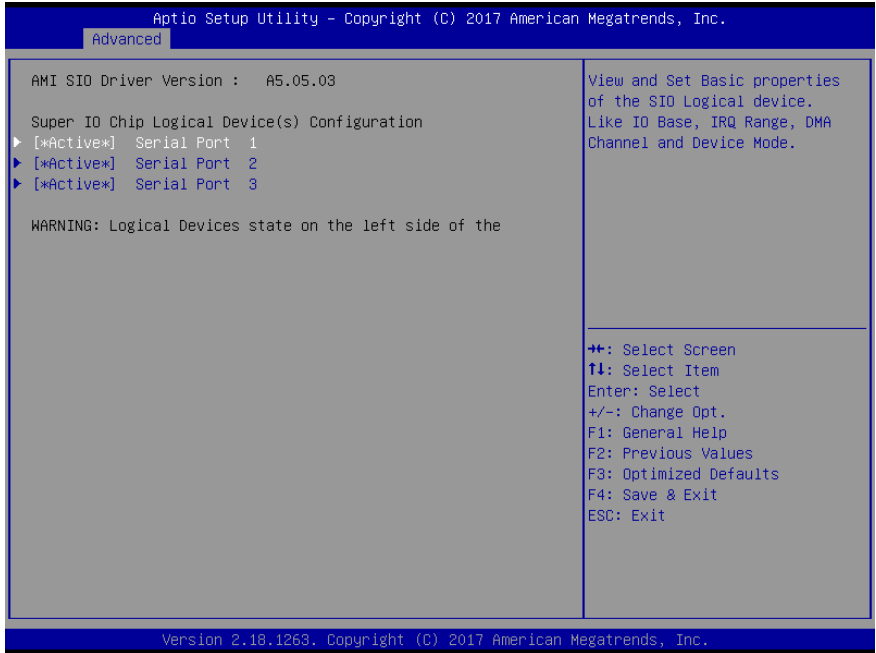 Aptio Setup Utility – Copyright (C) 2017 American Megatrends, Inc.
Advanced
AMI SIO Driver Version : A5.05.03
Super IO Chip Logical Device(s) Configuration
[*Active*] Serial Port 1
[*Active*] Serial Port 2
[*Active*] Serial Port 3
WARNING: Logical Devices state on the left side of the
View and Set Basic properties
of the SIO Logical device.
Like IO Base, IRQ Range, DMA
Channel and Device Mode.
→←: Select Screen
↑↓: Select Item
Enter: Select
+/-: Change Opt.
F1: General Help
F2: Previous Values
F3: Optimized Defaults
F4: Save & Exit
ESC: Exit
Version 2.18.1263. Copyright (C) 2017 American Megatrends, Inc.